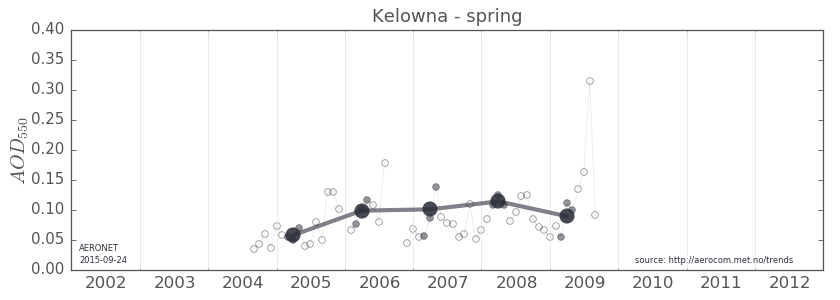 Kelowna - spring
0.40
0.35
0.30
0.25
0.20
0.15
0.10
0.05
0.00
AOD550
AERONET
2015-09-24
source: http://aerocom.met.no/trends
2002 2003 2004 2005 2006 2007 2008 2009 2010 2011 2012